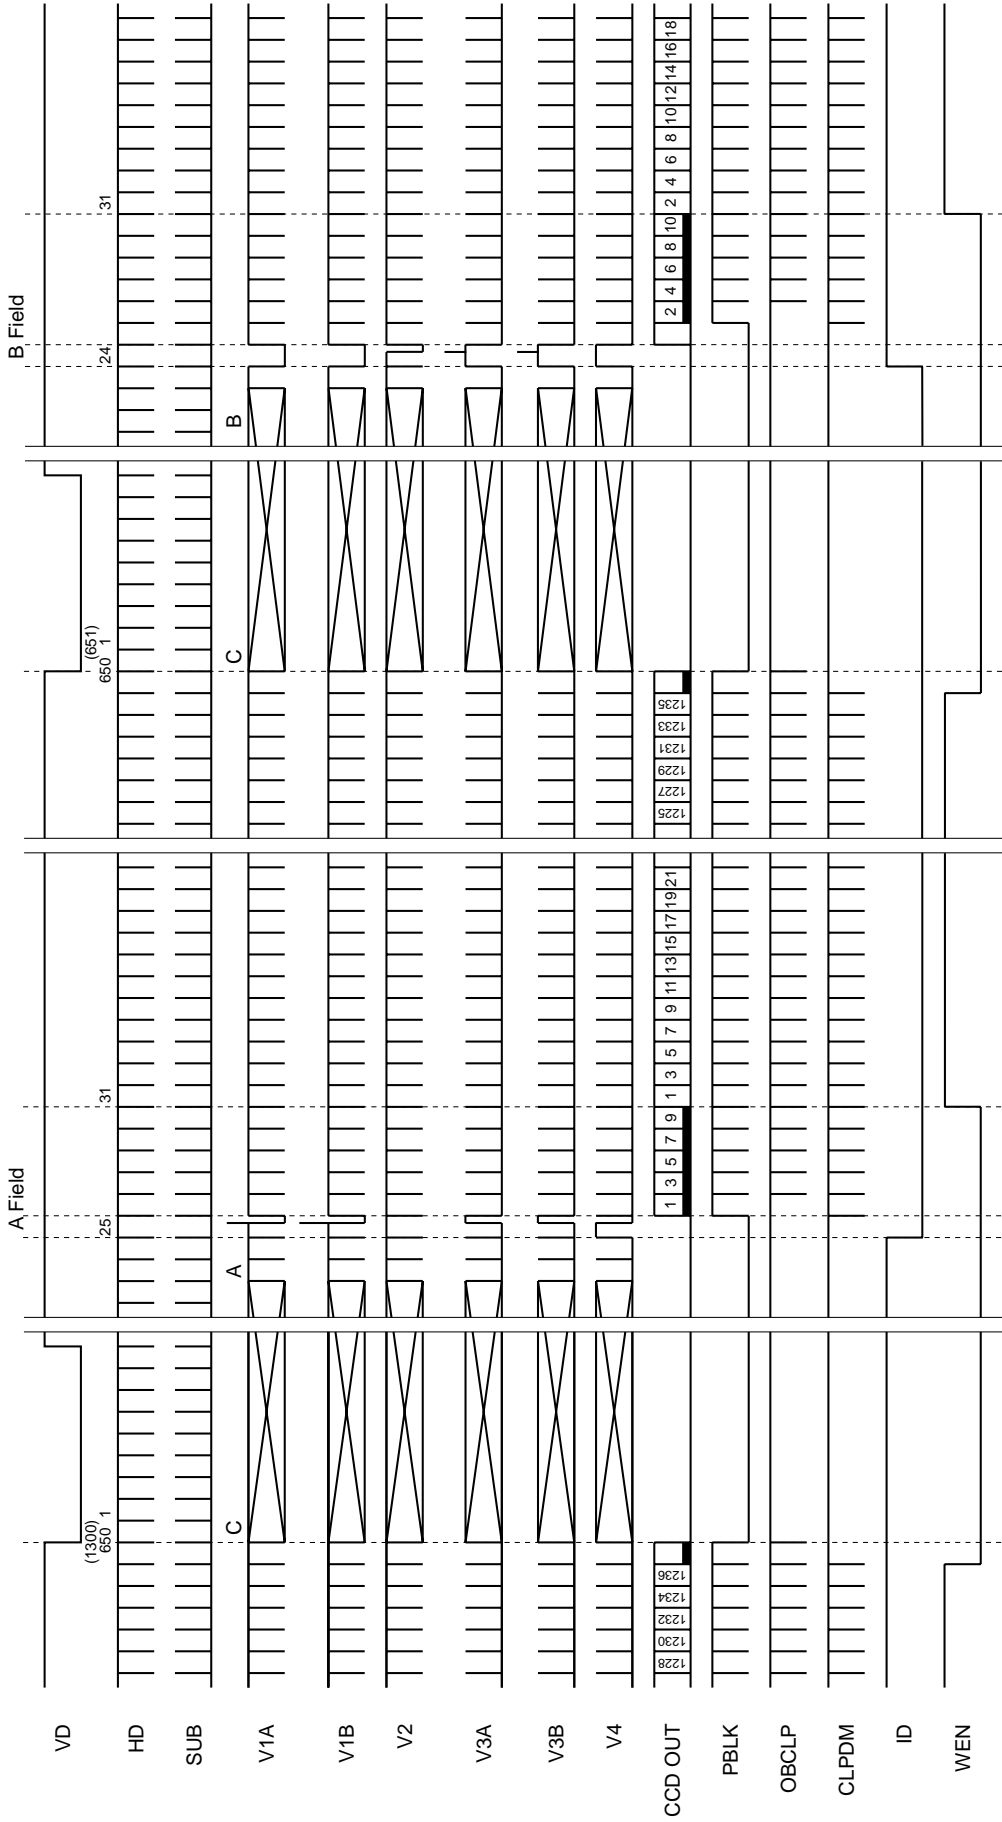 A Field
B Field
VD
(1300)
650 1
25
31
(651)
650 1
24
31
HD
SUB
C
A
C
B
V1A
V1B
V2
V3A
V3B
V4
CCD OUT
1228 1230 1232 1234 1236
1 3 5 7 9 1 3 5 7 9 11 13 15 17 19 21
1225 1227 1229 1231 1233 1235
2 4 6 8 10 2 4 6 8 10 12 14 16 18
PBLK
OBCLP
CLPDM
ID
WEN